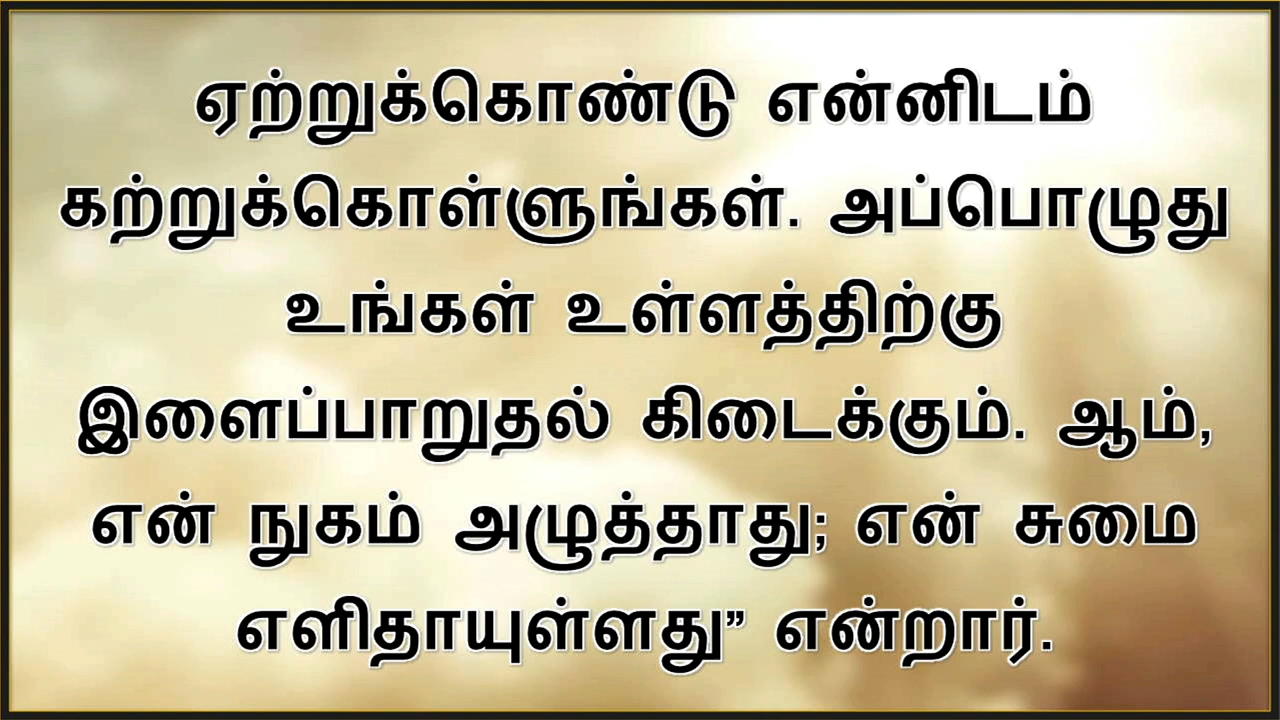 ஏற்றுக்கொண்டு என்னிடம்
கற்றுக்கொள்ளுங்கள். அப்பொழுது
உங்கள் உள்ளத்திற்கு
இளைப்பாறுதல் கிடைக்கும். ஆம்,
என் நுகம் அழுத்தாது; என் சுமை
எளிதாயுள்ளது” என்றார்.